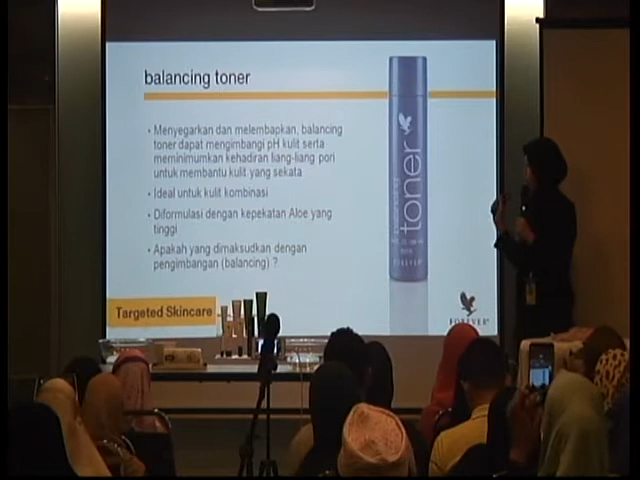 balancing toner
• Menyegarkan dan melembapkan, balancing
toner dapat mengimbangi pH kulit serta
meminimumkan kehadiran liang-liang pori
untuk membantu kulit yang sekata
• Ideal untuk kulit kombinasi
• Diformulasi dengan kepekatan Aloe yang
tinggi
• Apakah yang dimaksudkan dengan
pengimbangan (balancing) ?
Targeted Skincare
balancing
toner
FOREVER
FOREVER